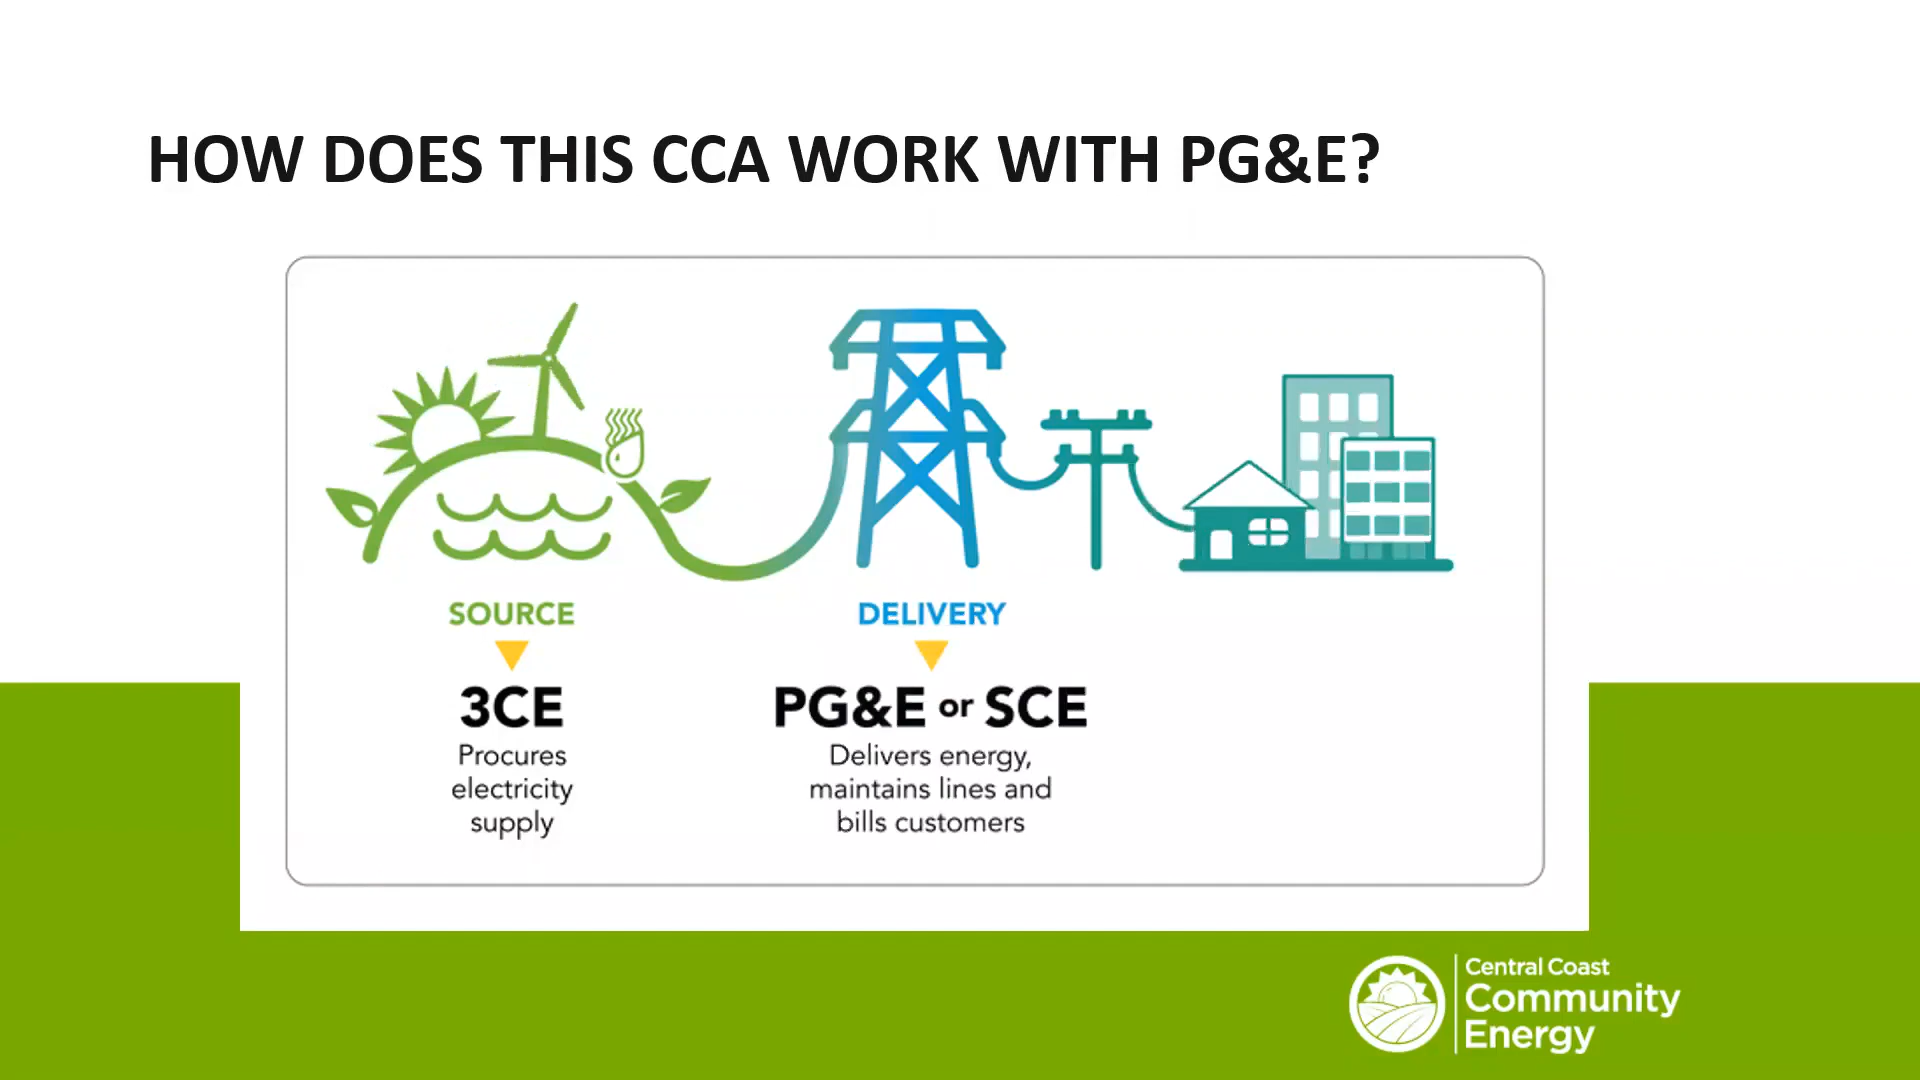 HOW DOES THIS CCA WORK WITH PG&E?
SOURCE
3CE
Procures
electricity
supply
DELIVERY
PG&E or SCE
Delivers energy,
maintains lines and
bills customers
Central Coast
Community
Energy